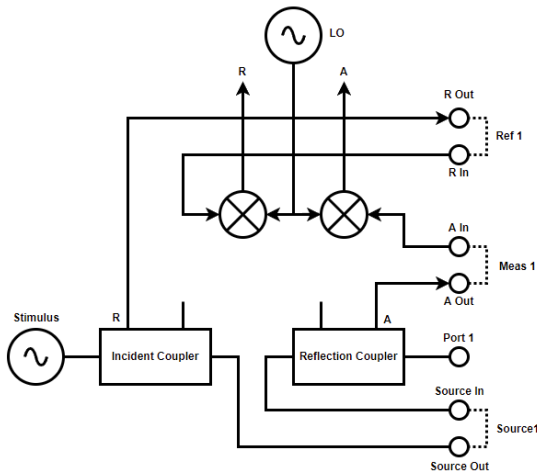 LO
R
A
R Out
Ref 1
R In
A In
Meas 1
A Out
Stimulus
R
A
Incident Coupler
Reflection Coupler
Port 1
Source In
Source1
Source Out